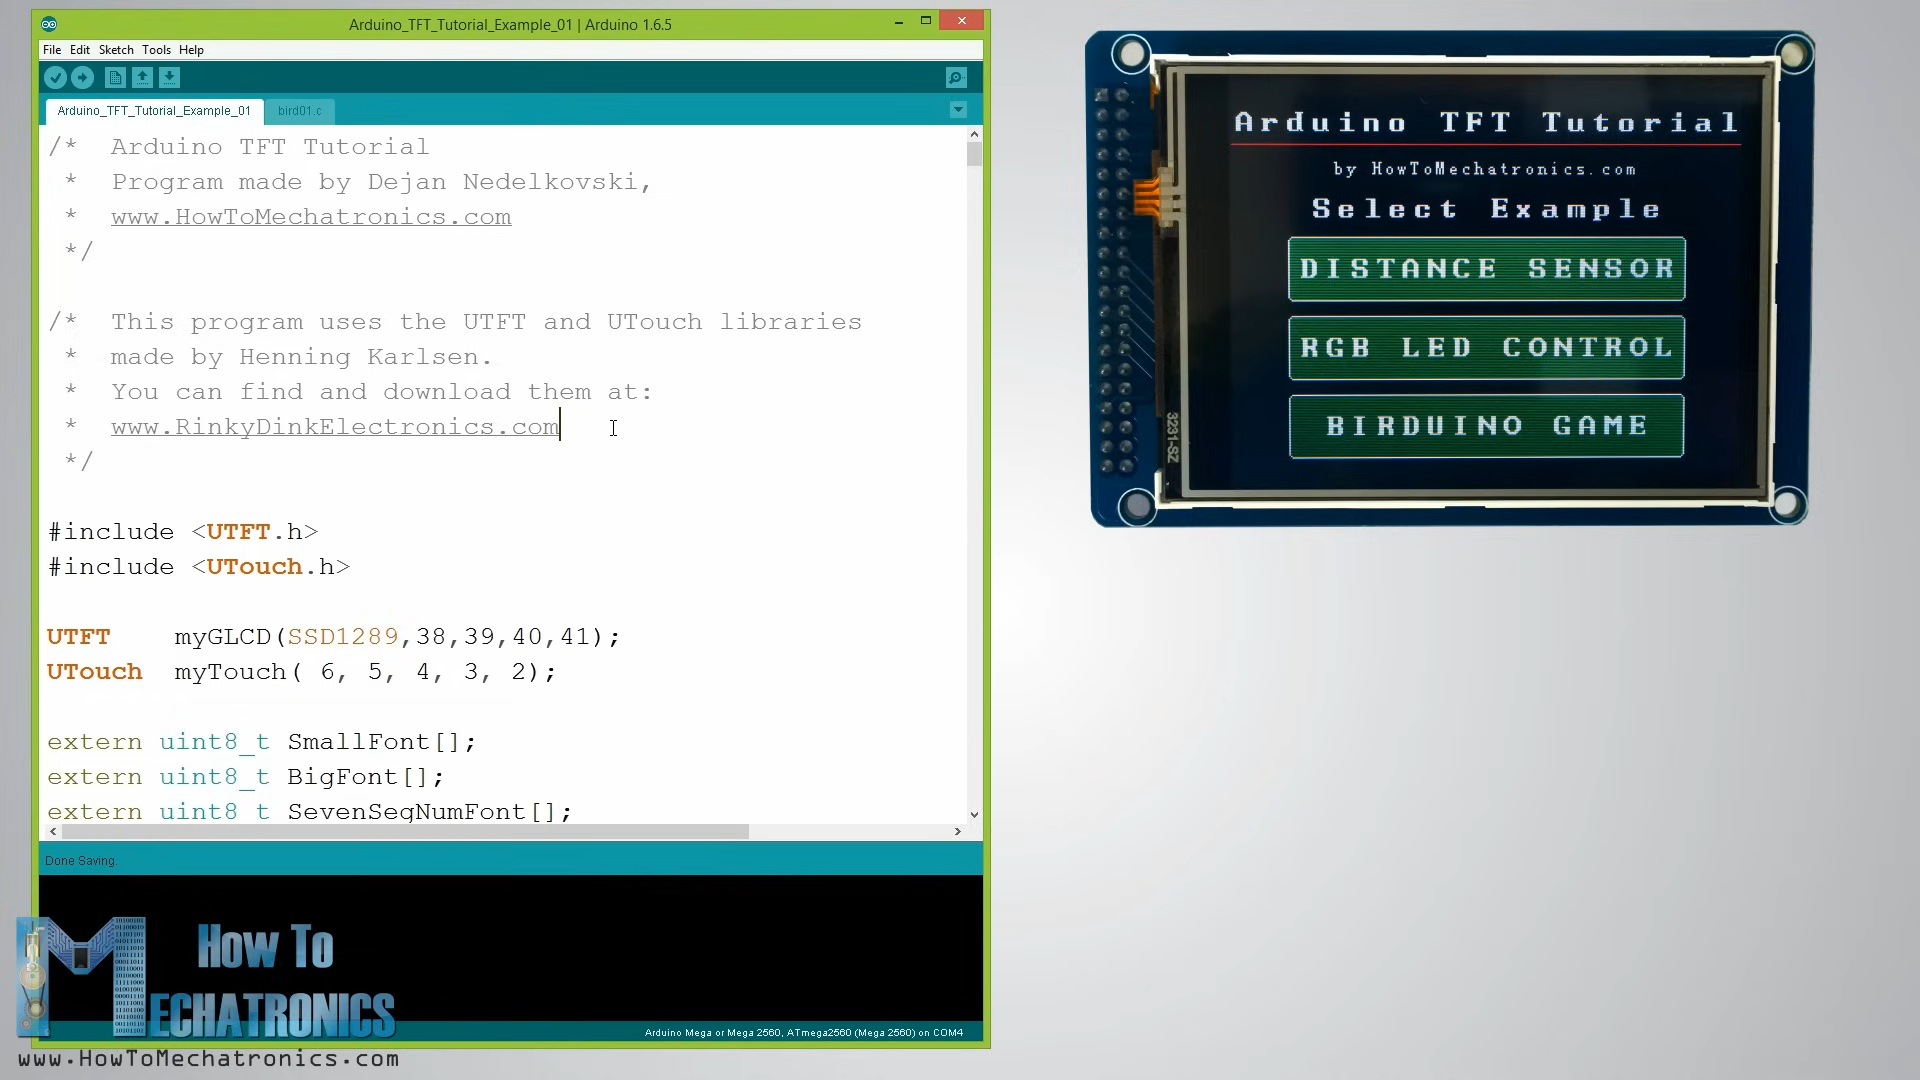 Arduino_TFT_Tutorial_Example_01 | Arduino 1.6.5
File Edit Sketch Tools Help
Arduino_TFT_Tutorial_Example_01 bird01.c
/* Arduino TFT Tutorial
* Program made by Dejan Nedelkovski,
* www.HowToMechatronics.com
*/
/* This program uses the UTFT and UTouch libraries
* made by Henning Karlsen.
* You can find and download them at:
* www.RinkyDinkElectronics.com
*/
#include <UTFT.h>
#include <UTouch.h>
UTFT myGLCD(SSD1289,38,39,40,41);
UTouch myTouch( 6, 5, 4, 3, 2);
extern uint8_t SmallFont[];
extern uint8_t BigFont[];
extern uint8_t SevenSegNumFont[];
Done Saving.
Arduino Mega or Mega 2560, ATmega2560 (Mega 2560) on COM4
How To
MECHATRONICS
www.HowToMechatronics.com
Arduino TFT Tutorial
by HowToMechatronics.com
Select Example
DISTANCE SENSOR
RGB LED CONTROL
BIRDUINO GAME
3231-SZ